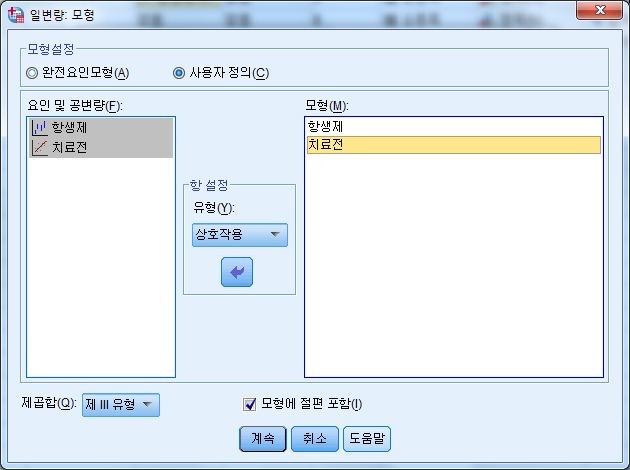 일변량: 모형
모형설정
완전요인모형(A)
사용자 정의(C)
요인 및 공변량(F):
항생제
치료전
항 설정
유형(Y):
상호작용
모형(M):
항생제
치료전
제곱합(Q):
제 III 유형
모형에 절편 포함(I)
계속
취소
도움말